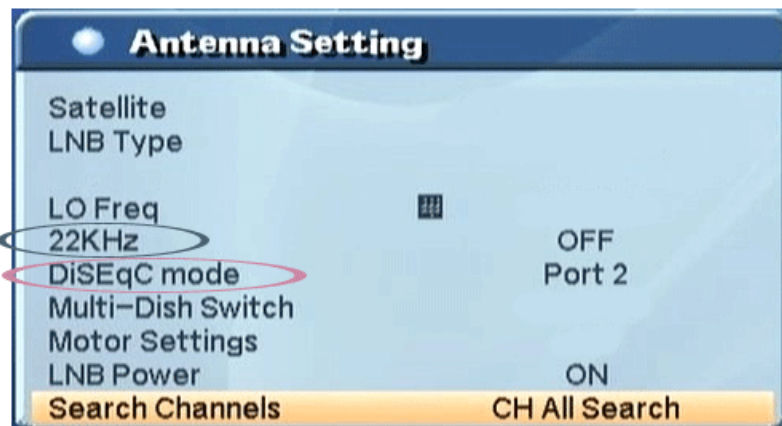 Antenna Setting
Satellite
LNB Type
LO Freq
22KHz OFF
DiSEqC mode Port 2
Multi-Dish Switch
Motor Settings
LNB Power ON
Search Channels CH All Search